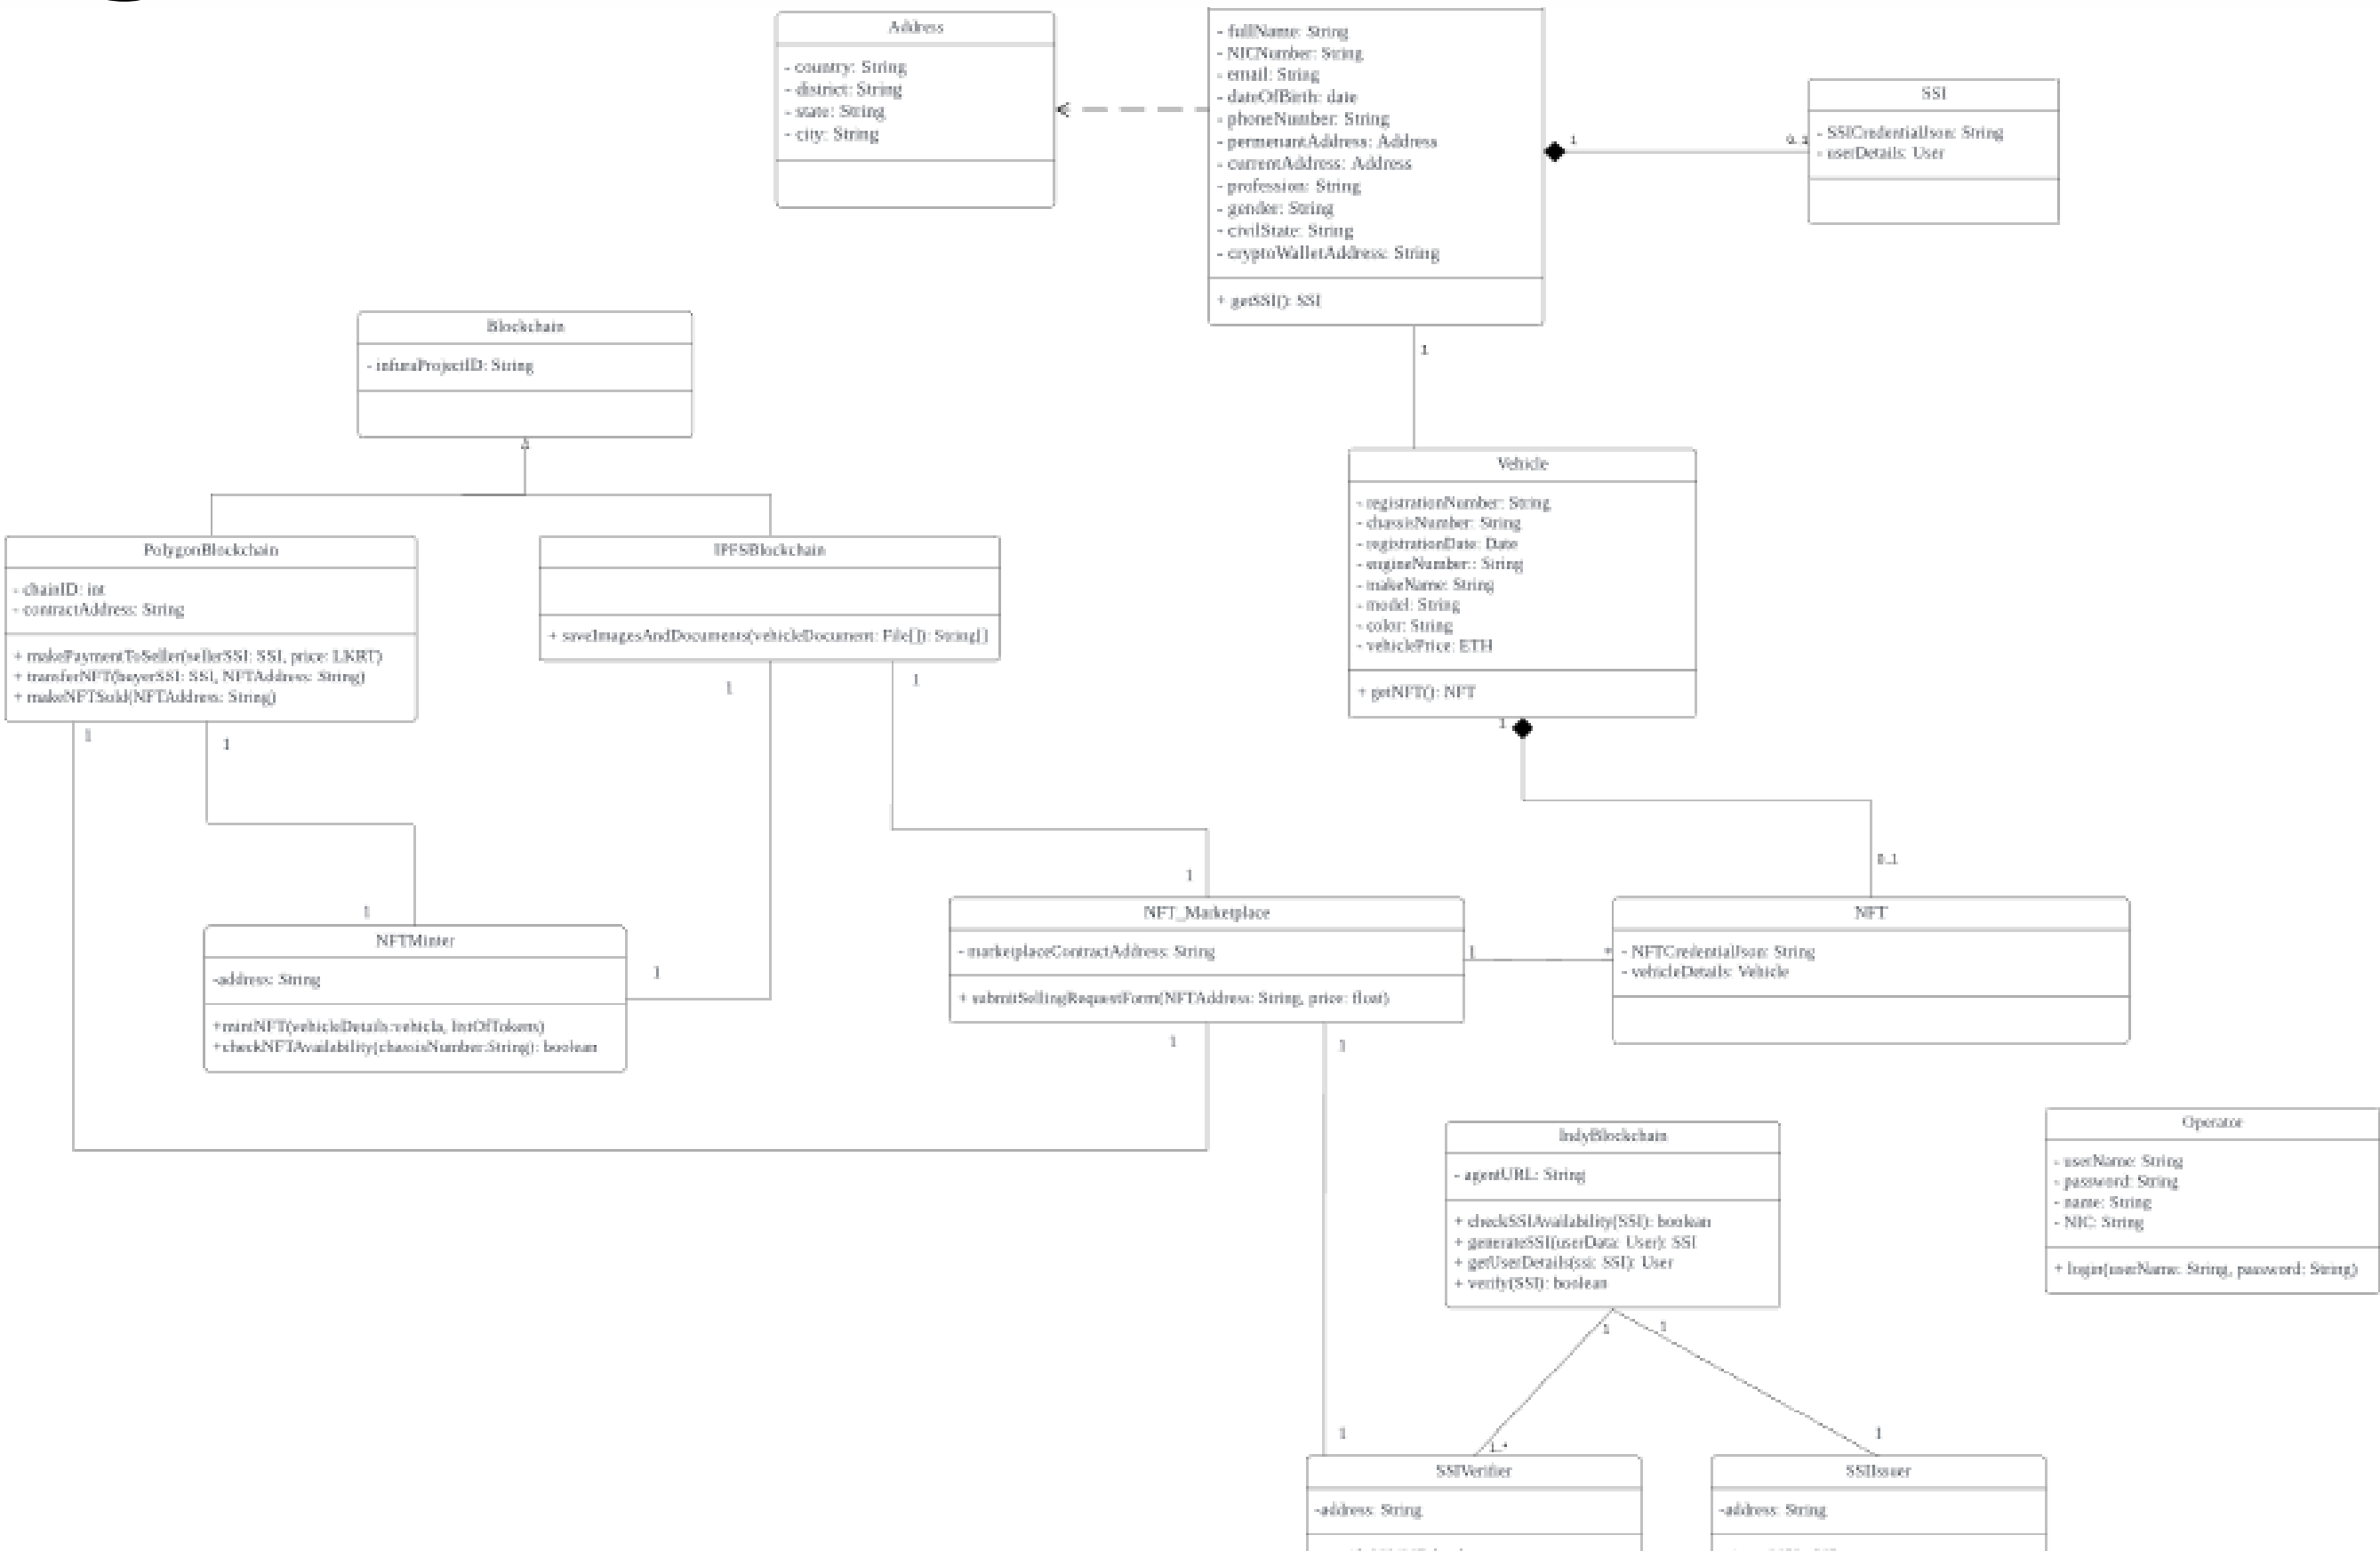 Address
- country: String
- district: String
- state: String
- city: String
- fullName: String
- NICNumber: String
- email: String
- dateOfBirth: date
- phoneNumber: String
- permenantAddress: Address
- currentAddress: Address
- profession: String
- gender: String
- civilState: String
- cryptoWalletAddress: String
+ getSSI(): SSI
1
0..1
SSI
- SSICredentialJson: String
- userDetails: User
1
Blockchain
- infuraProjectID: String
Vehicle
- registrationNumber: String
- chassisNumber: String
- registrationDate: Date
- engineNumber:: String
- makeName: String
- model: String
- color: String
- vehiclePrice: ETH
+ getNFT(): NFT
1
0..1
PolygonBlockchain
- chainID: int
- contractAddress: String
+ makePaymentToSeller(sellerSSI: SSI, price: LKRT)
+ transferNFT(buyerSSI: SSI, NFTAddress: String)
+ makeNFTSold(NFTAddress: String)
1
1
IPFSBlockchain
+ saveImagesAndDocuments(vehicleDocument: File[]): String[]
1
1
1
NFTMinter
-address: String
+mintNFT(vehicleDetails:vehicla, listOfTokens)
+checkNFTAvailability(chassisNumber:String): boolean
1
1
NFT_Marketplace
- marketplaceContractAddress: String
+ submitSellingRequestForm(NFTAddress: String, price: float)
1
*
1
1
NFT
- NFTCredentialJson: String
- vehicleDetails: Vehicle
IndyBlockchain
- agentURL: String
+ checkSSIAvailability(SSI): boolean
+ generateSSI(userData: User): SSI
+ getUserDetails(ssi: SSI): User
+ verify(SSI): boolean
1
1
Operator
- userName: String
- password: String
- name: String
- NIC: String
+ login(userName: String, password: String)
1
1..*
1
SSIVerifier
-address: String
SSIIssuer
-address: String